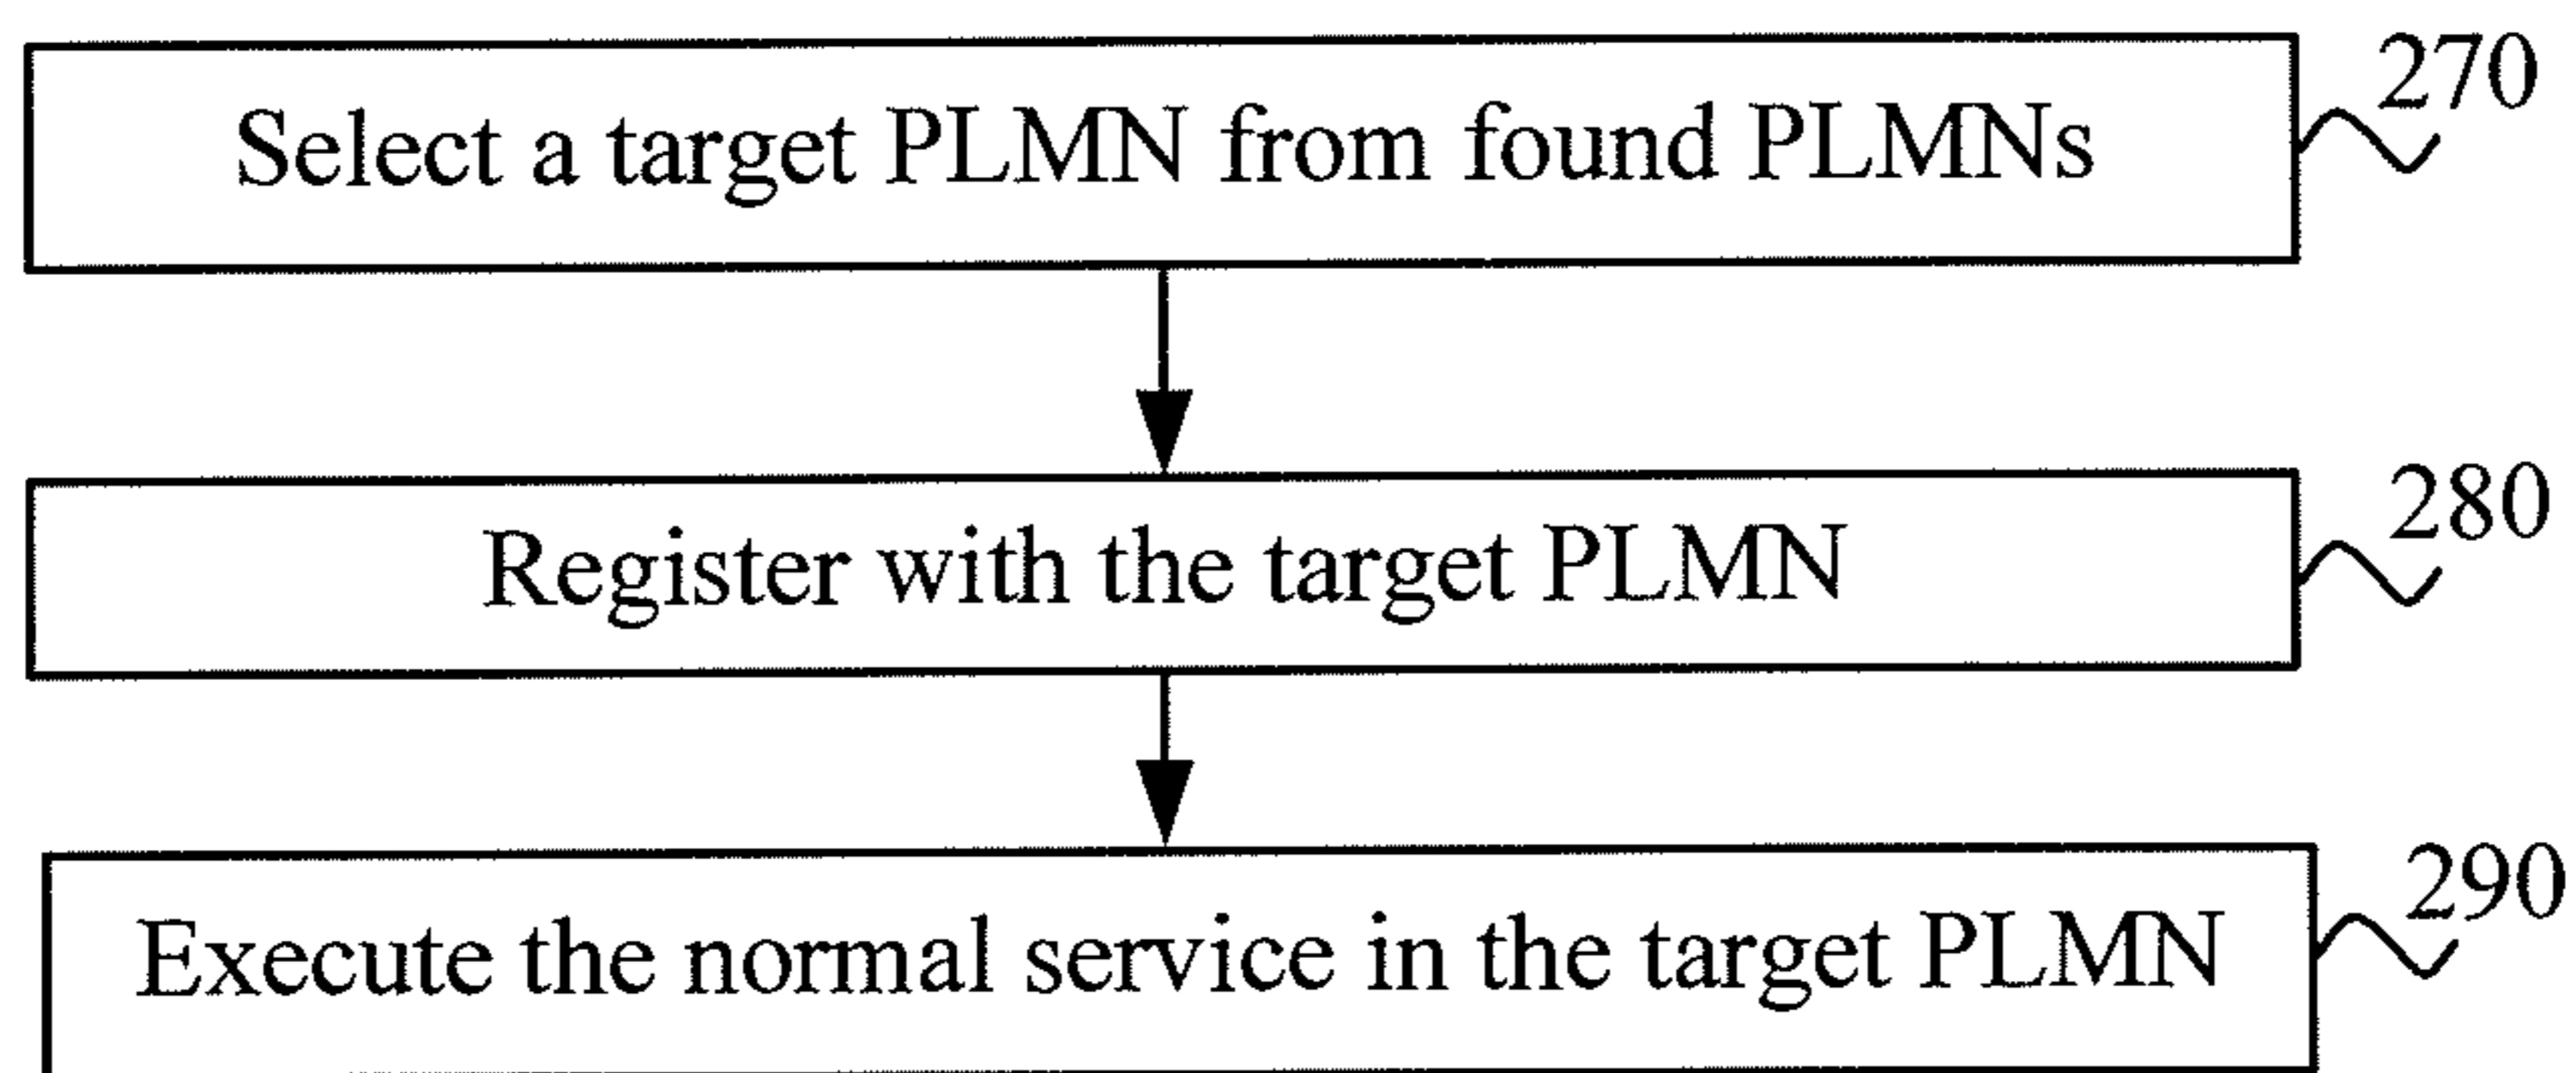 Select a target PLMN from found PLMNs
270
Register with the target PLMN
280
Execute the normal service in the target PLMN
290